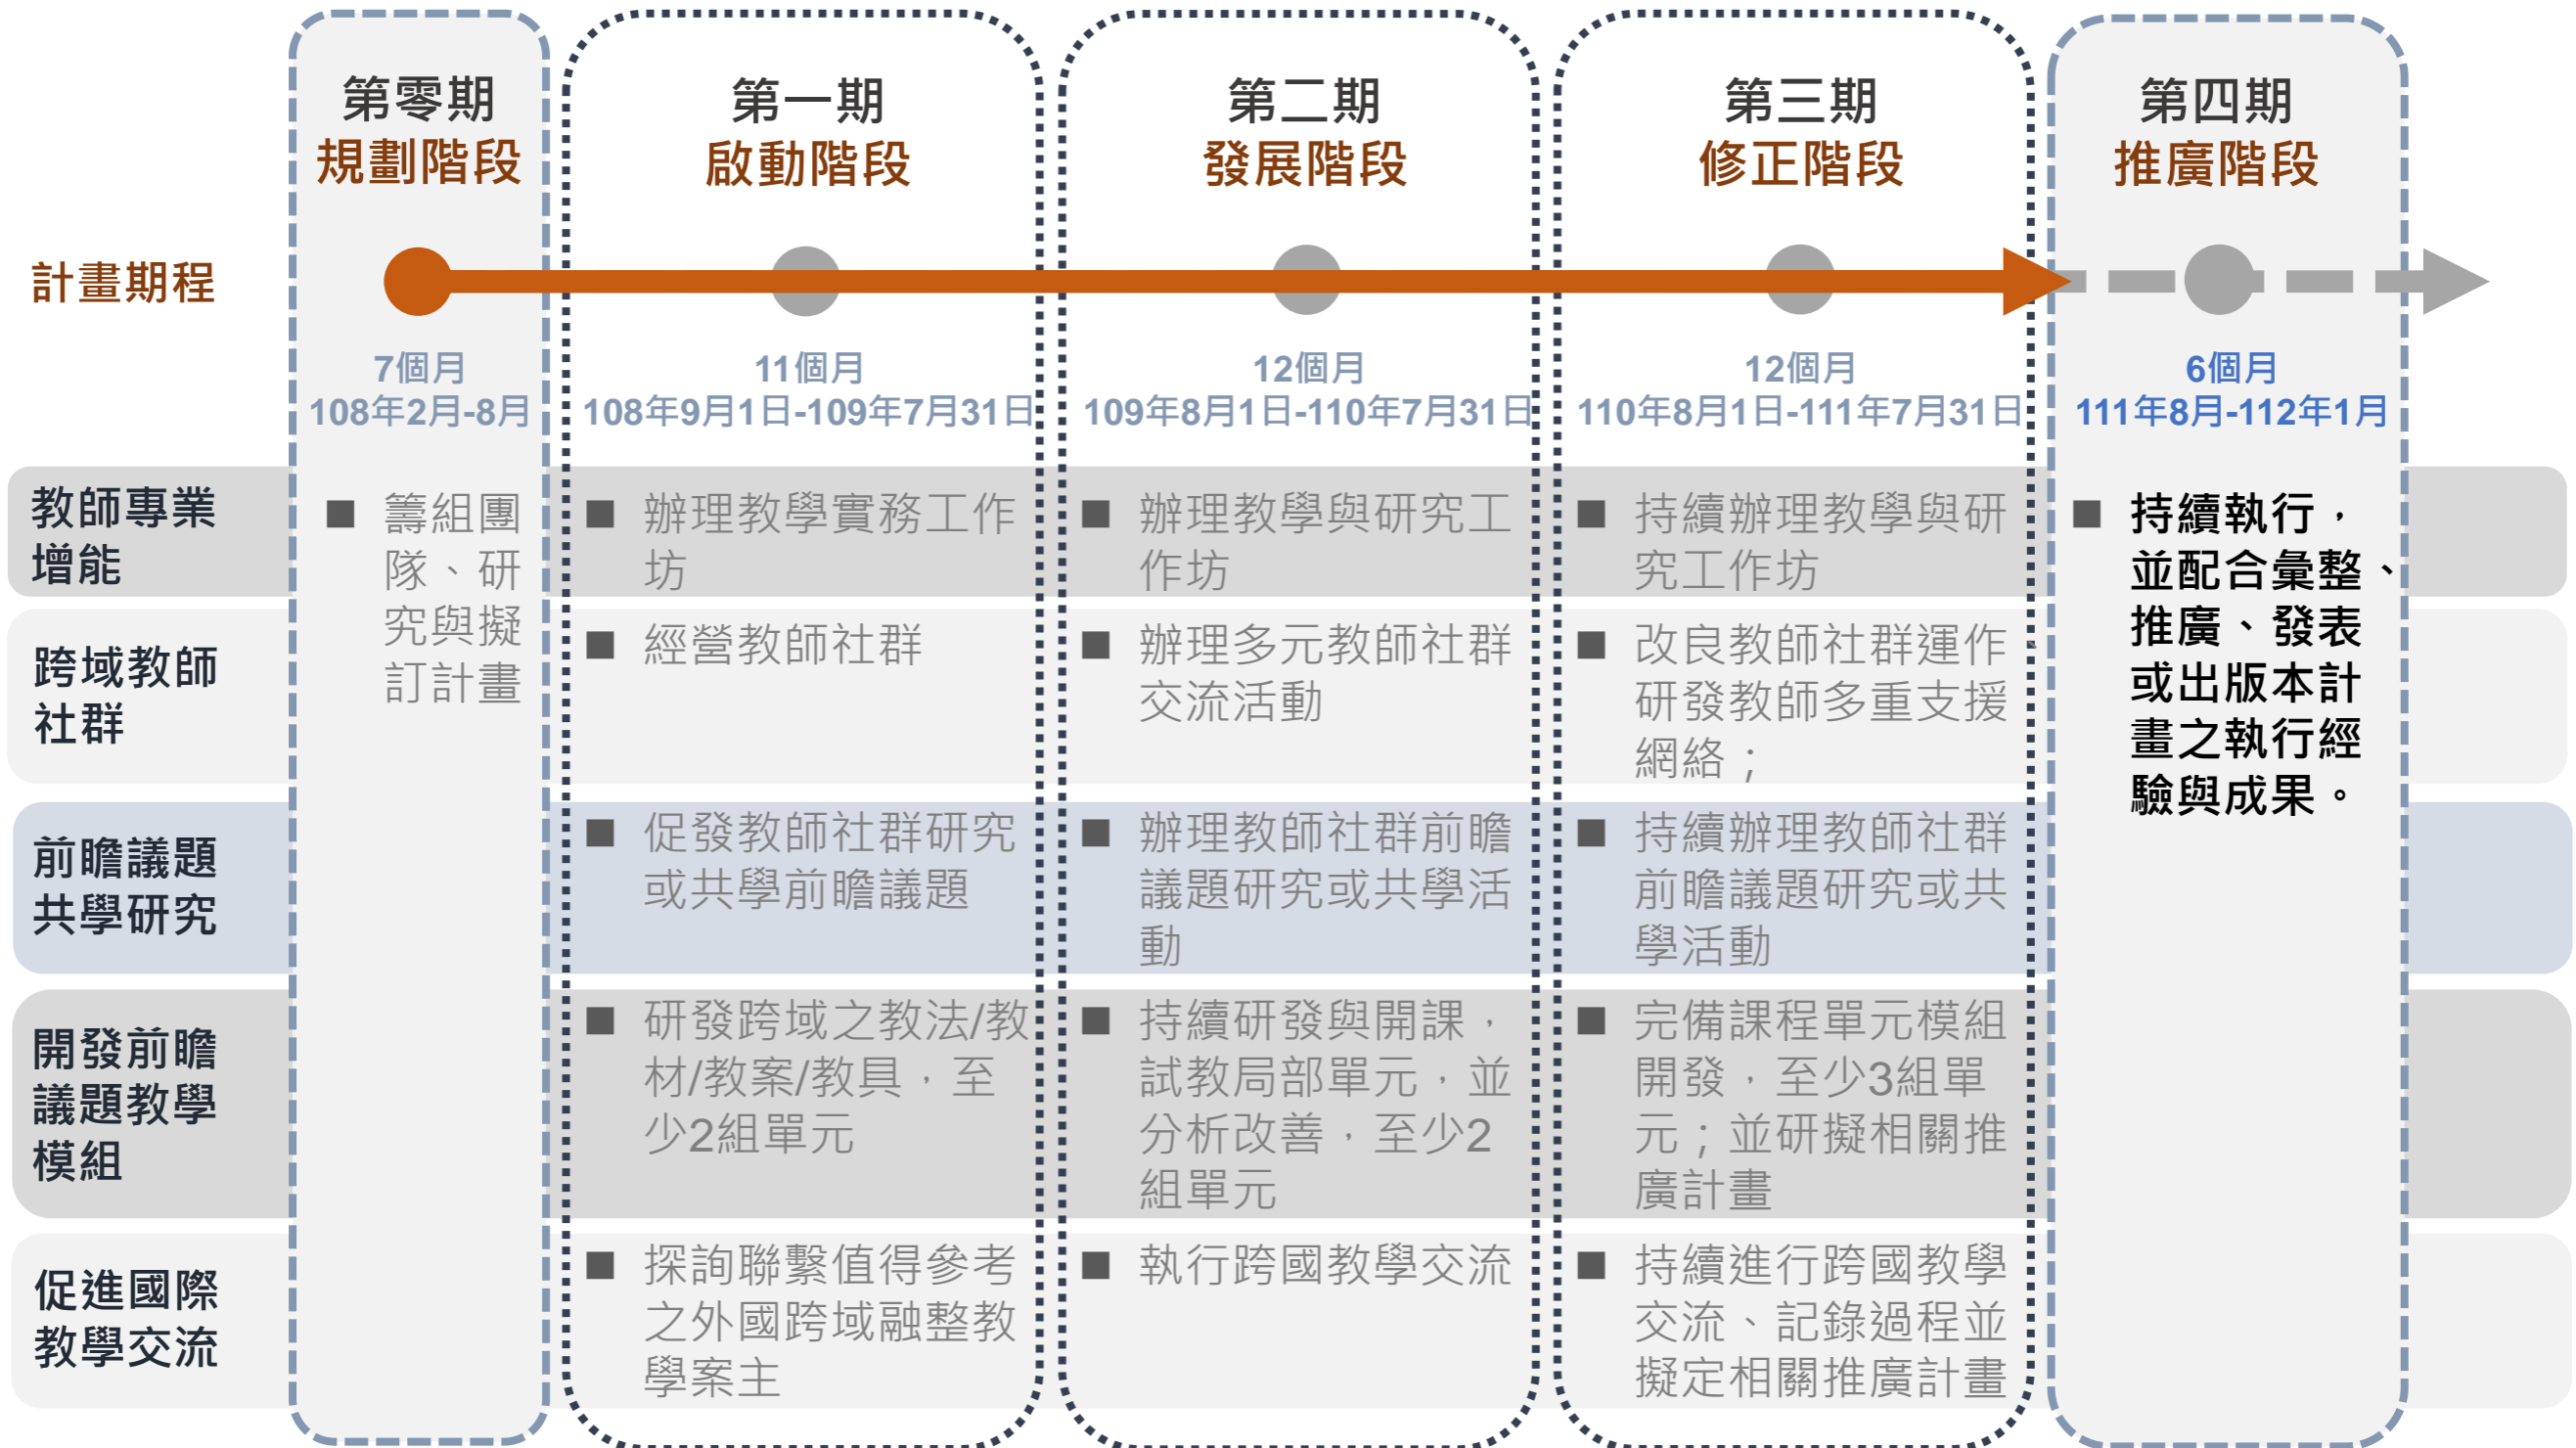 第零期
規劃階段
第一期
啟動階段
第二期
發展階段
第三期
修正階段
第四期
推廣階段
計畫期程
7個月
108年2月-8月
11個月
108年9月1日-109年7月31日
12個月
109年8月1日-110年7月31日
12個月
110年8月1日-111年7月31日
6個月
111年8月-112年1月
■ 籌組團
隊、研
究與擬
訂計畫
教師專業
增能
■ 辦理教學實務工作
坊
■ 辦理教學與研究工
作坊
■ 持續辦理教學與研
究工作坊
■ 持續執行，
並配合彙整、
推廣、發表
或出版本計
畫之執行經
驗與成果。
跨域教師
社群
■ 經營教師社群
■ 辦理多元教師社群
交流活動
■ 改良教師社群運作、
研發教師多重支援
網絡；
前瞻議題
共學研究
■ 促發教師社群研究
或共學前瞻議題
■ 辦理教師社群前瞻
議題研究或共學活
動
■ 持續辦理教師社群
前瞻議題研究或共
學活動
開發前瞻
議題教學
模組
■ 研發跨域之教法/教
材/教案/教具，至
少2組單元
■ 持續研發與開課，
試教局部單元，並
分析改善，至少2
組單元
■ 完備課程單元模組
開發，至少3組單
元；並研擬相關推
廣計畫
促進國際
教學交流
■ 探詢聯繫值得參考
之外國跨域融整教
學案主
■ 執行跨國教學交流
■ 持續進行跨國教學
交流、記錄過程並
擬定相關推廣計畫